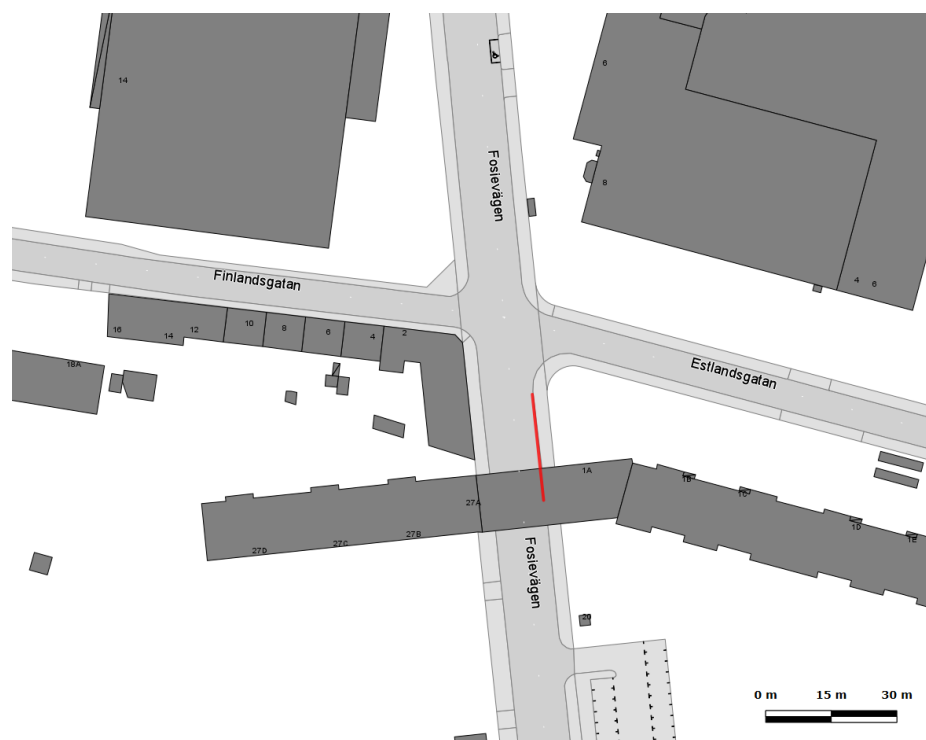 14
6
Fosievägen
8
Finlandsgatan
4 6
16 14 12 10 8 6 4 2
18A
Estlandsgatan
1A
1B
1C
27A
27B
27C
27D
1D
1E
Fosievägen
20
0 m 15 m 30 m